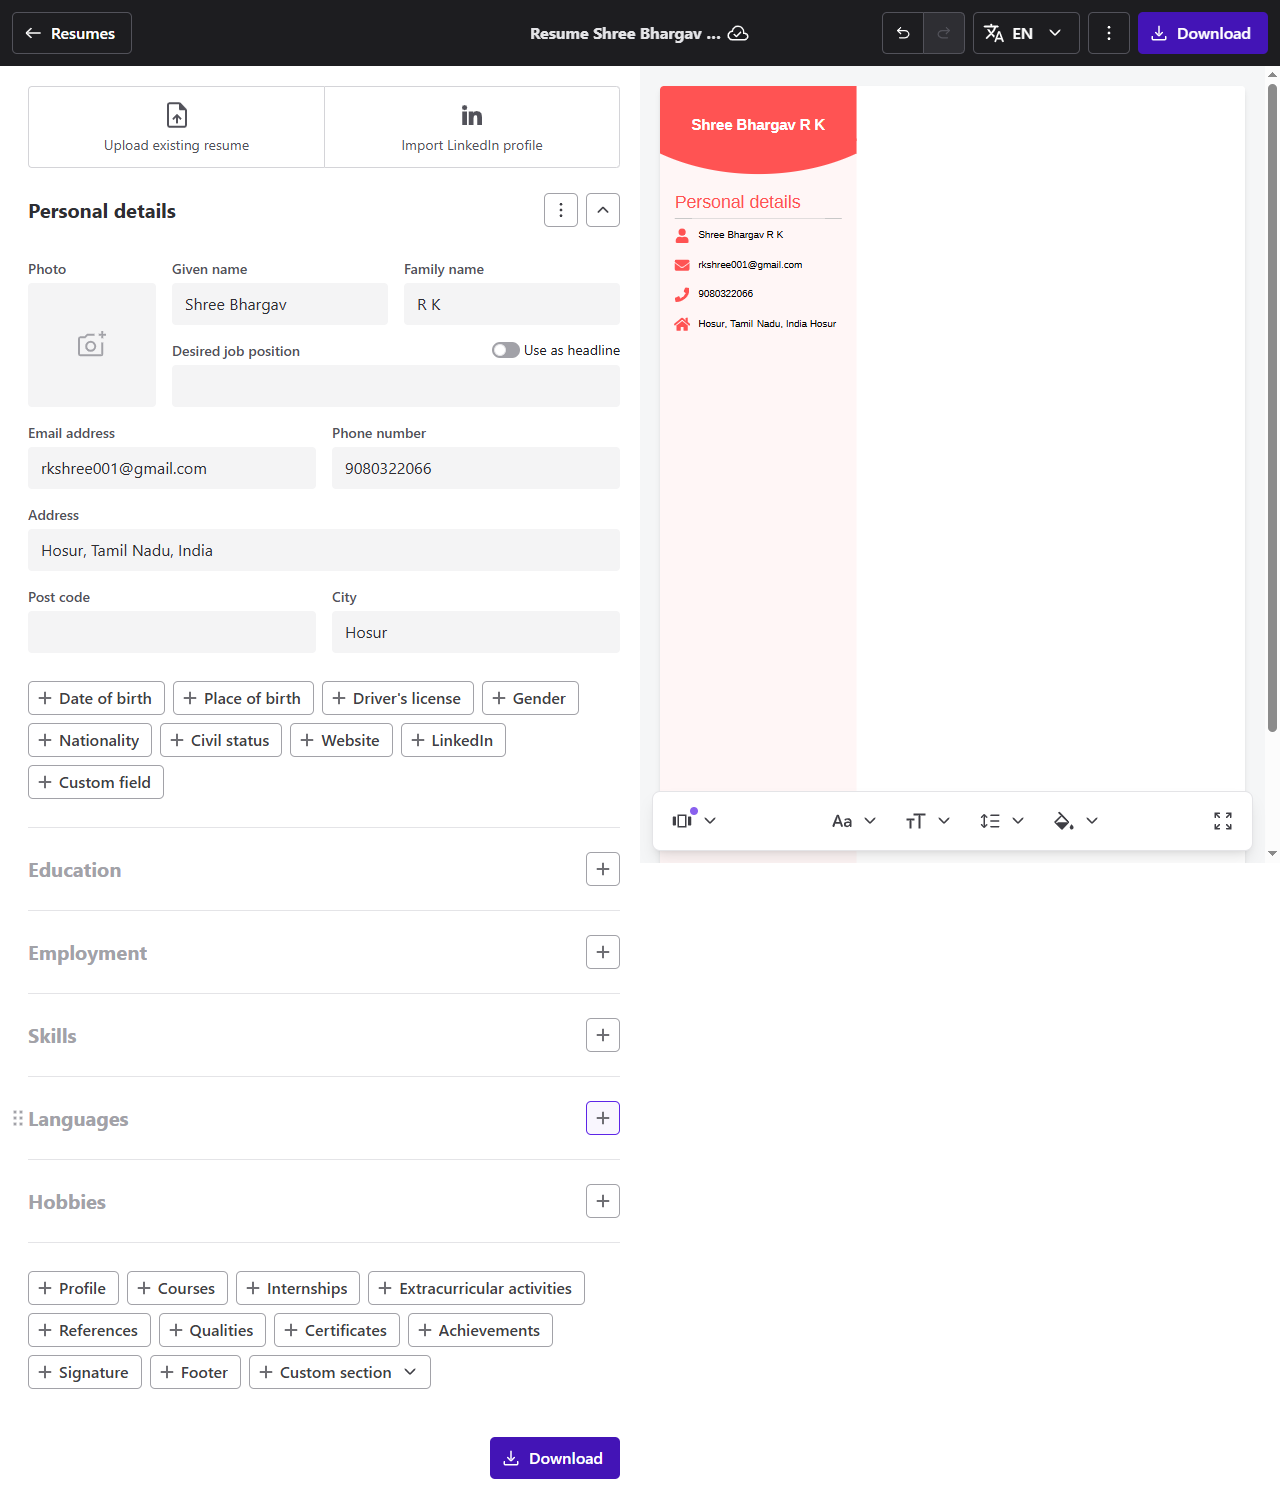 Resumes
Resume Shree Bhargav ...
EN
Download
Upload existing resume
Import LinkedIn profile
Personal details
Photo
Given name
Family name
Shree Bhargav
R K
Desired job position
Use as headline
Email address
Phone number
rkshree001@gmail.com
9080322066
Address
Hosur, Tamil Nadu, India
Post code
City
Hosur
Date of birth
Place of birth
Driver's license
Gender
Nationality
Civil status
Website
LinkedIn
Custom field
Education
Employment
Skills
Languages
Hobbies
Profile
Courses
Internships
Extracurricular activities
References
Qualities
Certificates
Achievements
Signature
Footer
Custom section
Download
Shree Bhargav R K
Personal details
Shree Bhargav R K
rkshree001@gmail.com
9080322066
Hosur, Tamil Nadu, India Hosur
Aa
TT